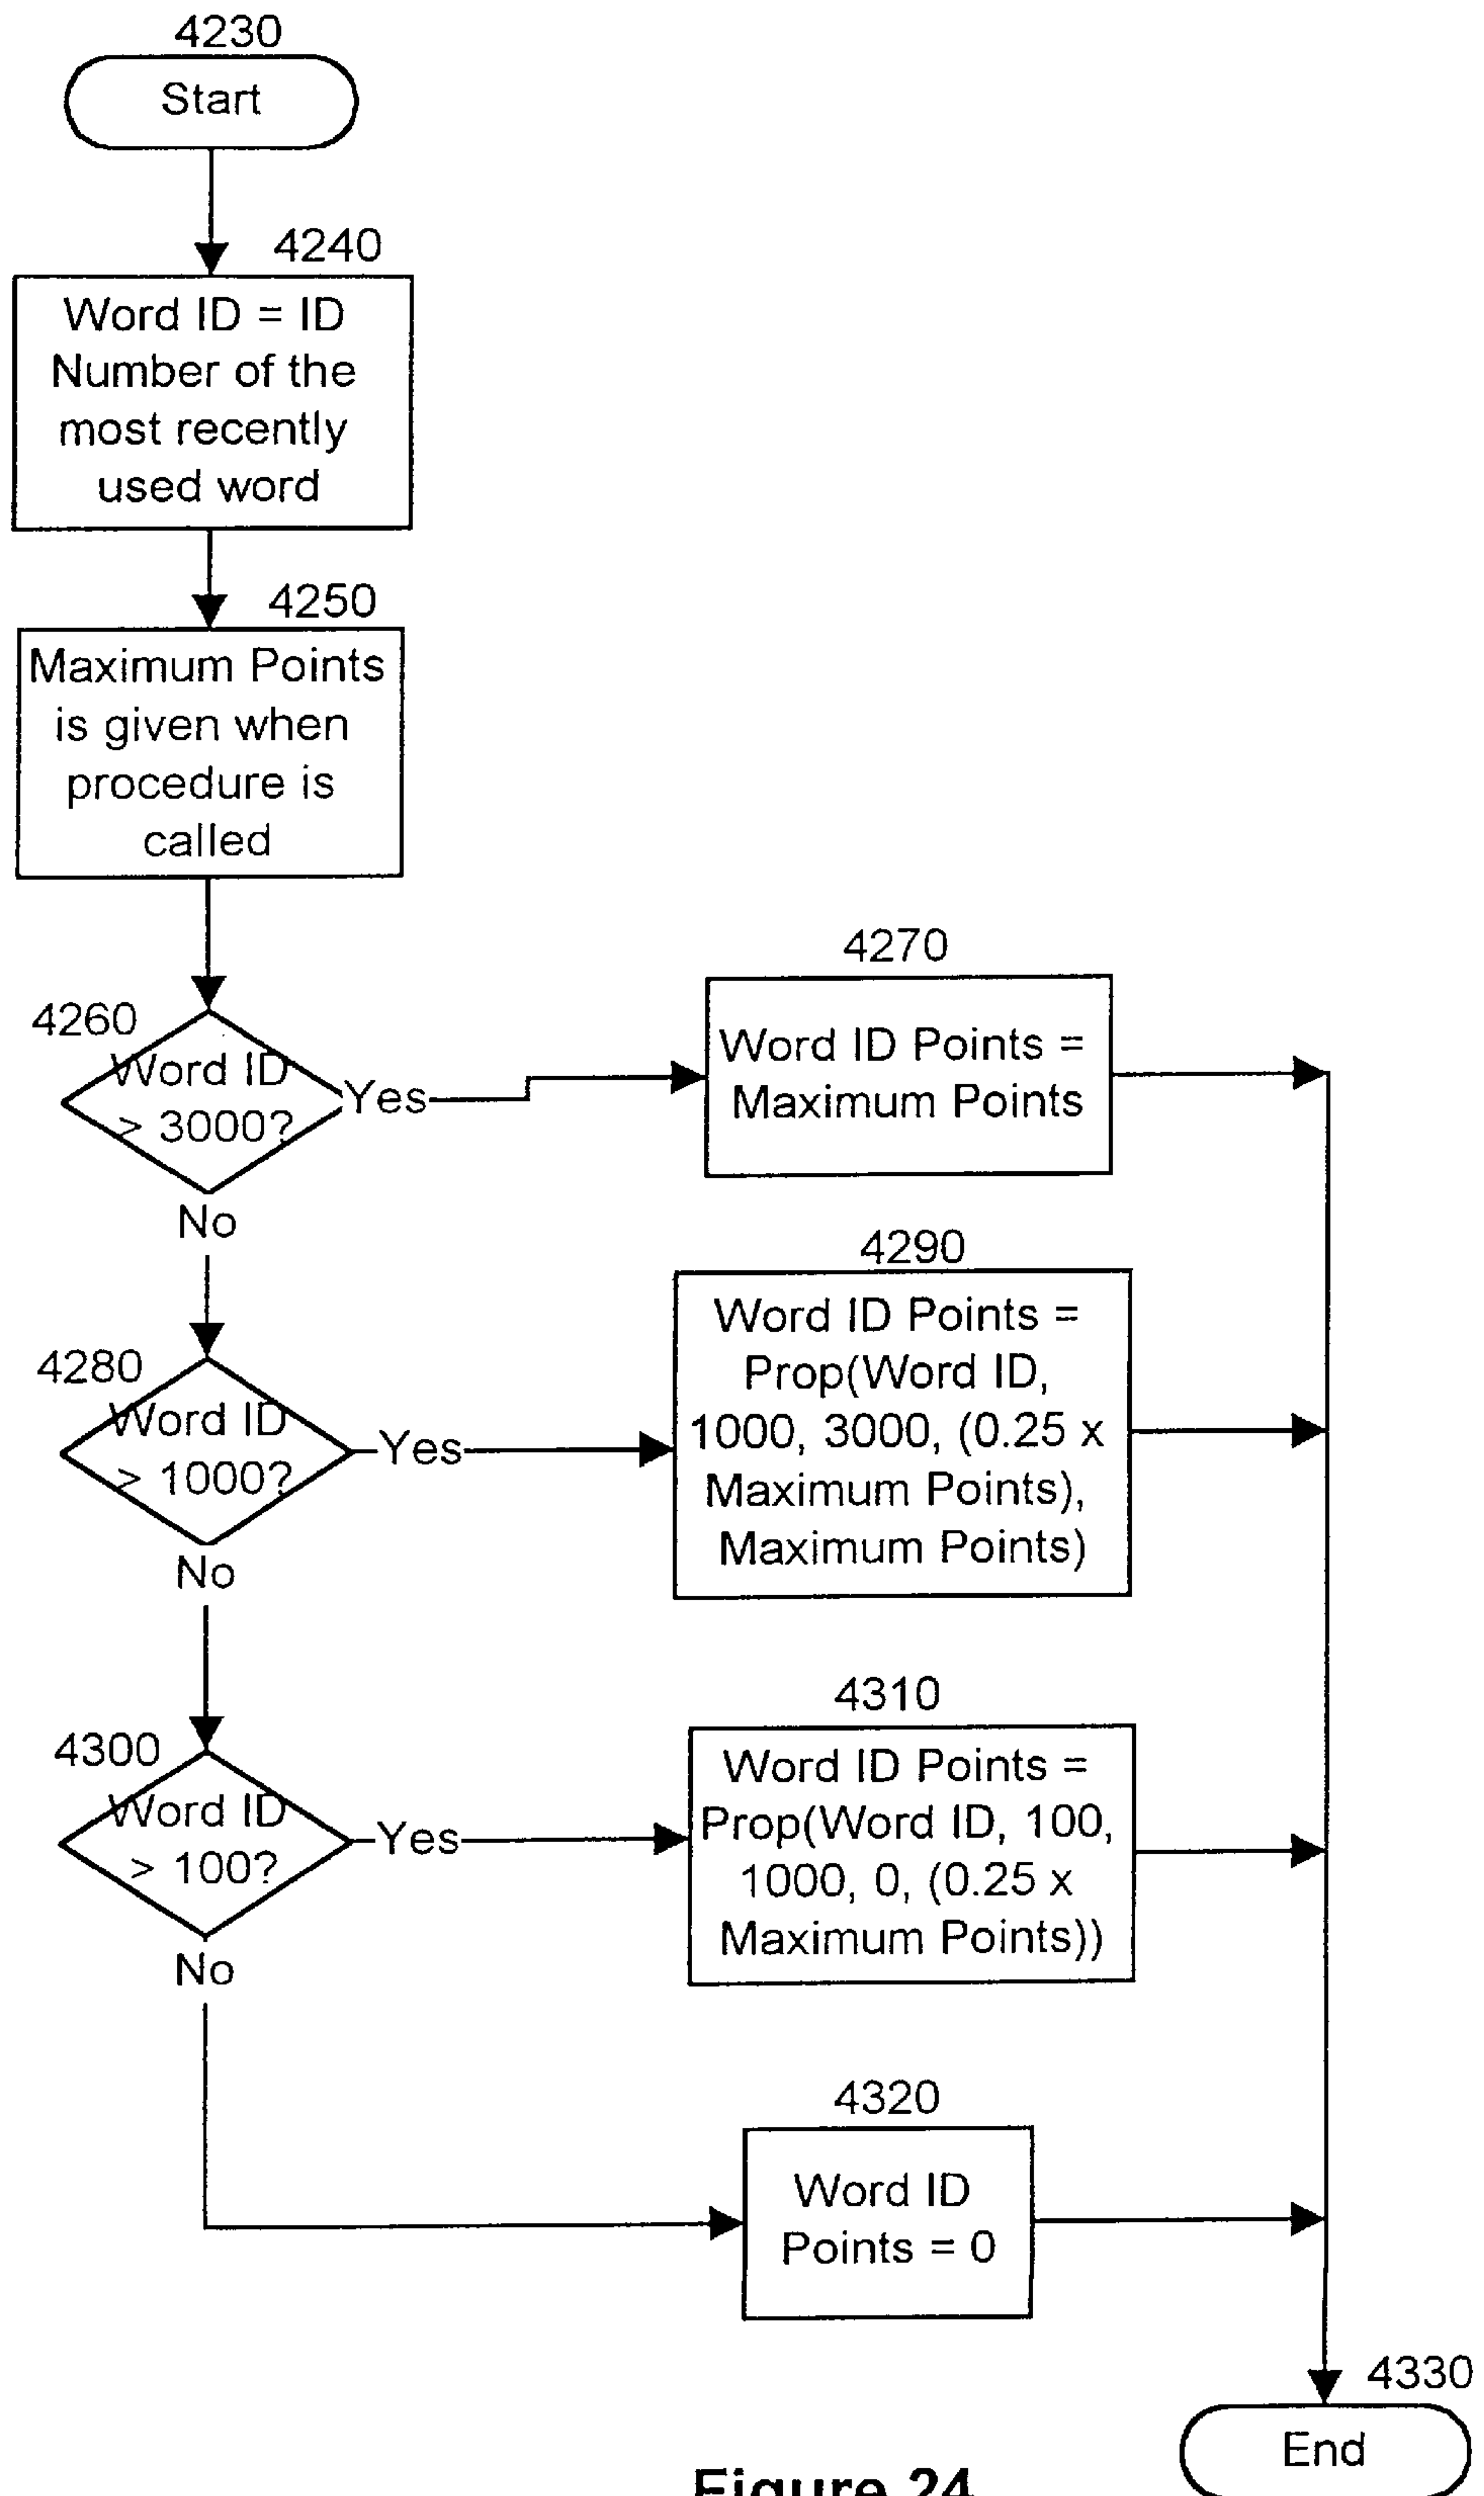 4230
Start
4240
Word ID = ID
Number of the
most recently
used word
4250
Maximum Points
is given when
procedure is
called
4260
Word ID
> 3000?
Yes
4270
Word ID Points =
Maximum Points
No
4280
Word ID
> 1000?
Yes
4290
Word ID Points =
Prop(Word ID,
1000, 3000, (0.25 x
Maximum Points),
Maximum Points)
No
4300
Word ID
> 100?
Yes
4310
Word ID Points =
Prop(Word ID, 100,
1000, 0, (0.25 x
Maximum Points))
No
4320
Word ID
Points = 0
4330
End
Figure 24